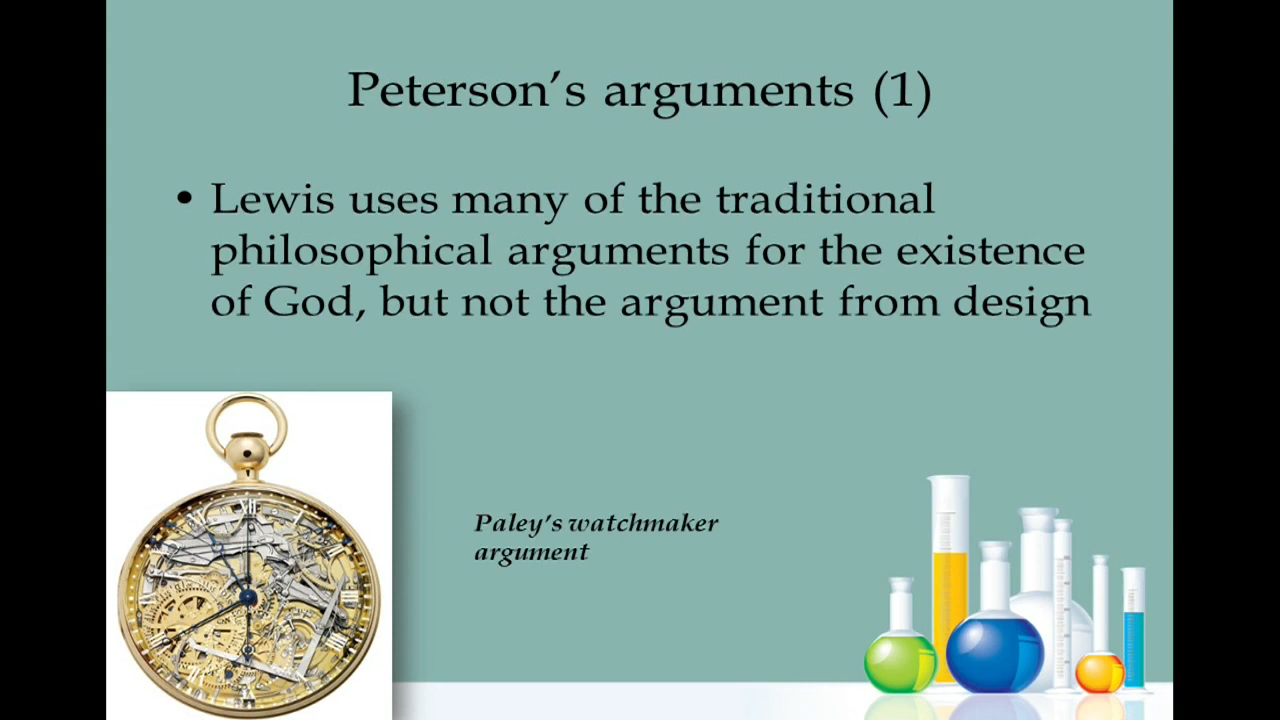 Peterson’s arguments (1)
• Lewis uses many of the traditional
philosophical arguments for the existence
of God, but not the argument from design
Paley’s watchmaker
argument